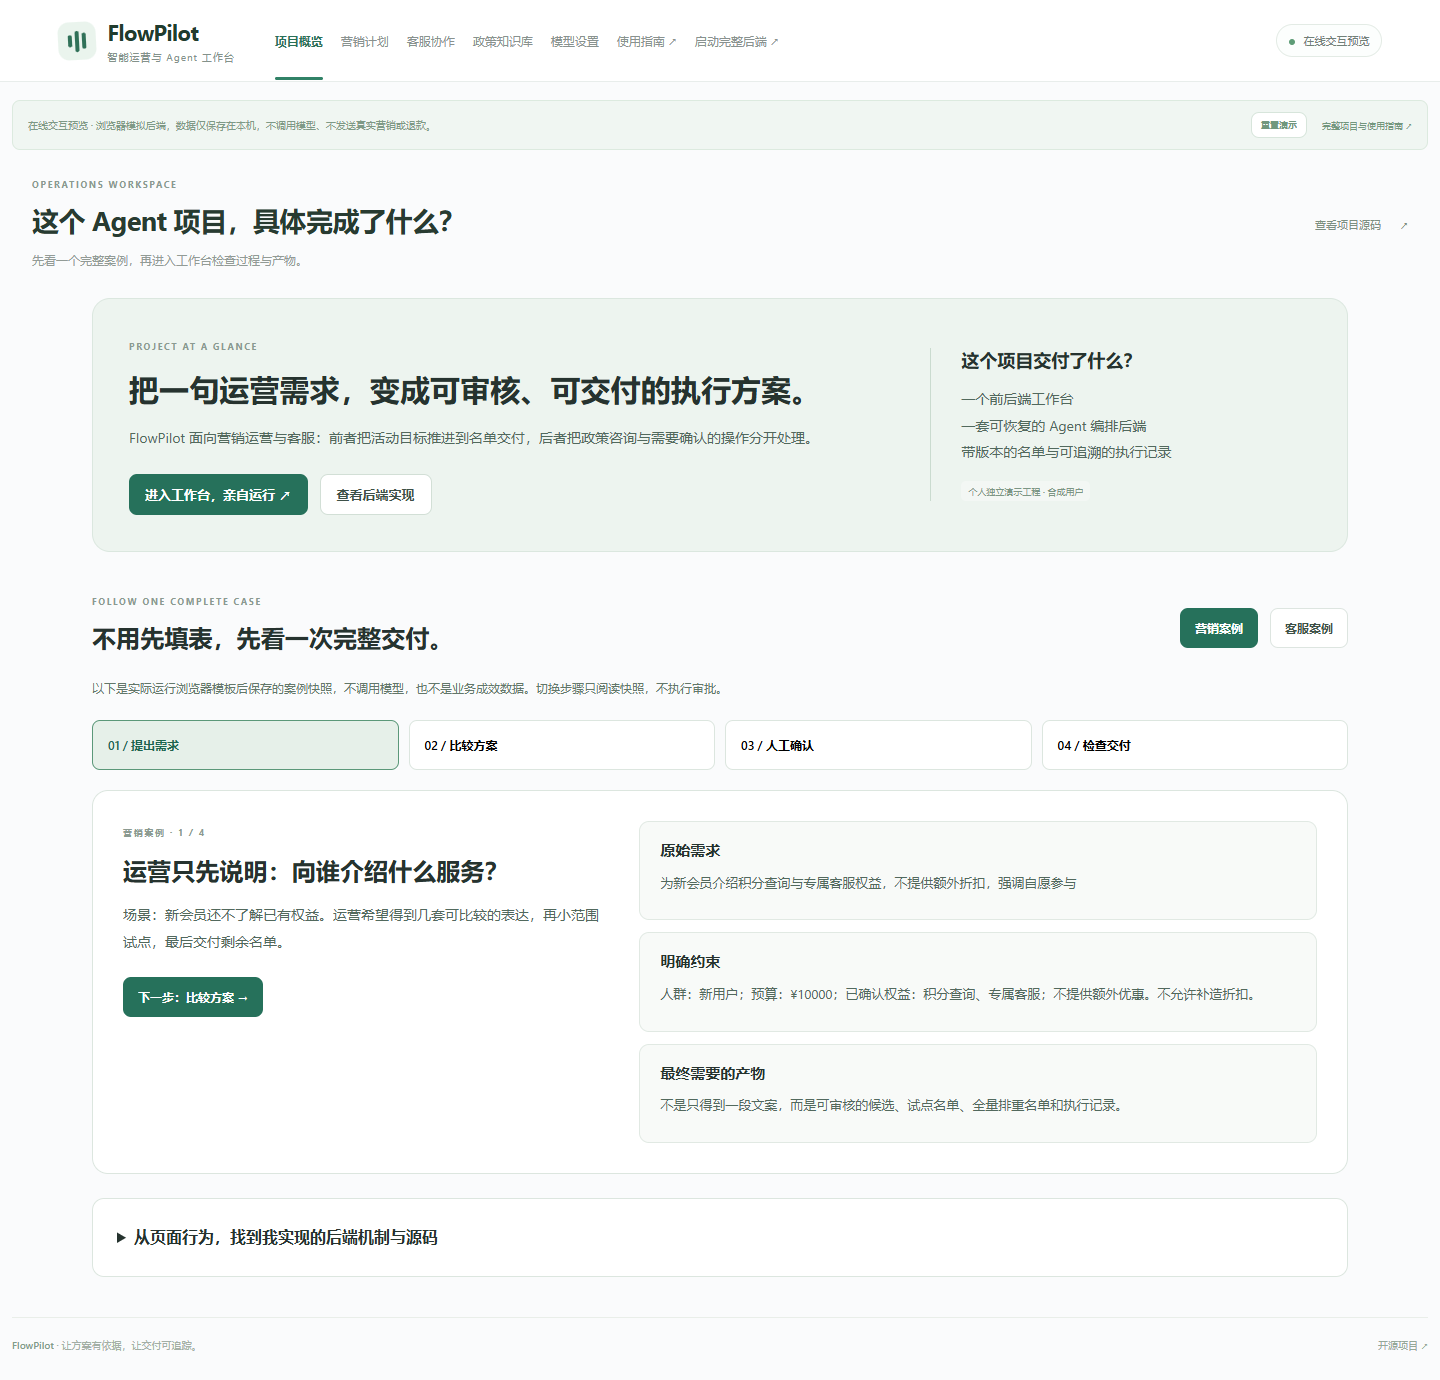 FlowPilot
智能运营与 Agent 工作台
项目概览 营销计划 客服协作 政策知识库 模型设置 使用指南 ↗ 启动完整后端 ↗
在线交互预览
在线交互预览 · 浏览器模拟后端，数据仅保存在本机，不调用模型、不发送真实营销或退款。
重置演示
完整项目与使用指南 ↗
OPERATIONS WORKSPACE
这个 Agent 项目，具体完成了什么？
查看项目源码 ↗
先看一个完整案例，再进入工作台检查过程与产物。
PROJECT AT A GLANCE
把一句运营需求，变成可审核、可交付的执行方案。
FlowPilot 面向营销运营与客服：前者把活动目标推进到名单交付，后者把政策咨询与需要确认的操作分开处理。
进入工作台，亲自运行 ↗
查看后端实现
这个项目交付了什么？
一个前后端工作台
一套可恢复的 Agent 编排后端
带版本的名单与可追溯的执行记录
个人独立演示工程 · 合成用户
FOLLOW ONE COMPLETE CASE
不用先填表，先看一次完整交付。
营销案例
客服案例
以下是实际运行浏览器模板后保存的案例快照，不调用模型，也不是业务成效数据。切换步骤只阅读快照，不执行审批。
01 / 提出需求
02 / 比较方案
03 / 人工确认
04 / 检查交付
营销案例 · 1 / 4
运营只先说明：向谁介绍什么服务？
场景：新会员还不了解已有权益。运营希望得到几套可比较的表达，再小范围
试点，最后交付剩余名单。
下一步：比较方案 →
原始需求
为新会员介绍积分查询与专属客服权益，不提供额外折扣，强调自愿参与
明确约束
人群：新用户；预算：¥10000；已确认权益：积分查询、专属客服；不提供额外优惠。不允许补造折扣。
最终需要的产物
不是只得到一段文案，而是可审核的候选、试点名单、全量排重名单和执行记录。
▶ 从页面行为，找到我实现的后端机制与源码
FlowPilot · 让方案有依据，让交付可追踪。
开源项目 ↗